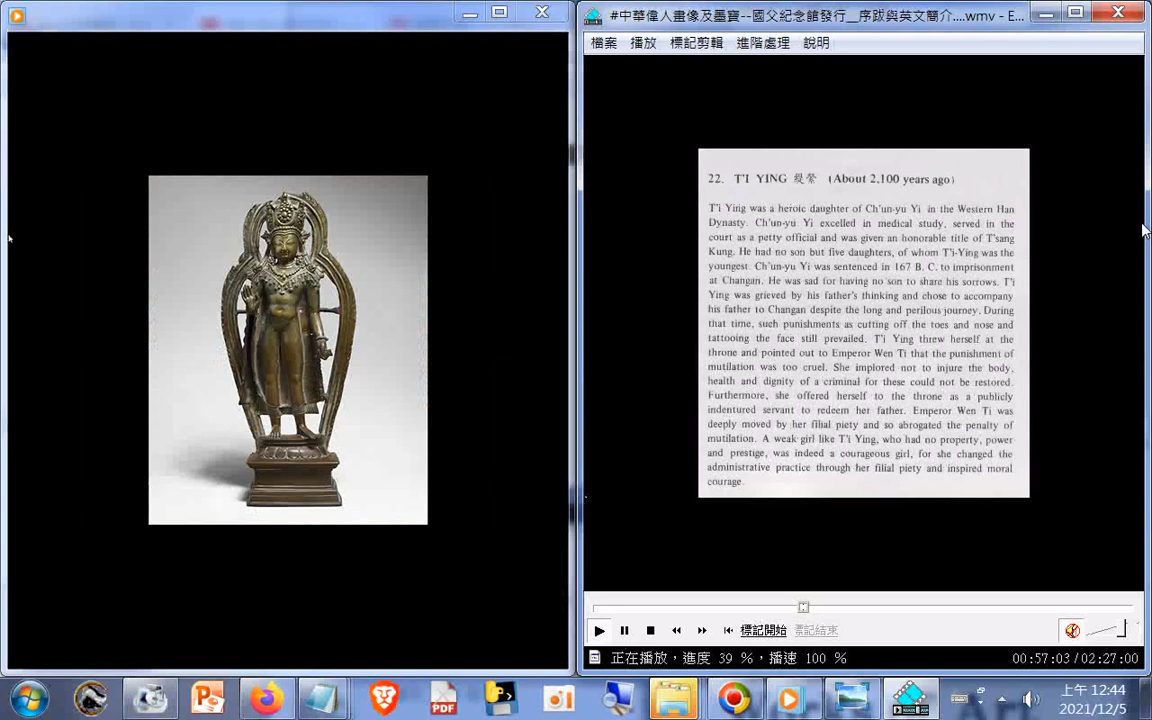 #中華偉人畫像及墨寶--國父紀念館發行__序跋與英文簡介....wmv - E...
檔案 播放 標記剪輯 進階處理 說明
22. T'I YING 緹縈 (About 2,100 years ago)
T'i Ying was a heroic daughter of Ch'un-yu Yi in the Western Han
Dynasty. Ch'un-yu Yi excelled in medical study, served in the
court as a petty official and was given an honorable title of T'sang
Kung. He had no son but five daughters, of whom T'i-Ying was the
youngest. Ch'un-yu Yi was sentenced in 167 B. C. to imprisonment
at Changan. He was sad for having no son to share his sorrows. T'i
Ying was grieved by his father's thinking and chose to accompany
his father to Changan despite the long and perilous journey. During
that time, such punishments as cutting off the toes and nose and
tattooing the face still prevailed. T'i Ying threw herself at the
throne and pointed out to Emperor Wen Ti that the punishment of
mutilation was too cruel. She implored not to injure the body,
health and dignity of a criminal for these could not be restored.
Furthermore, she offered herself to the throne as a publicly
indentured servant to redeem her father. Emperor Wen Ti was
deeply moved by her filial piety and so abrogated the penalty of
mutilation. A weak girl like T'i Ying, who had no property, power
and prestige, was indeed a courageous girl, for she changed the
administrative practice through her filial piety and inspired moral
courage.
標記開始 標記結束
正在播放，進度 39 %，播速 100 % 00:57:03 / 02:27:00
PDF
上午 12:44
2021/12/5